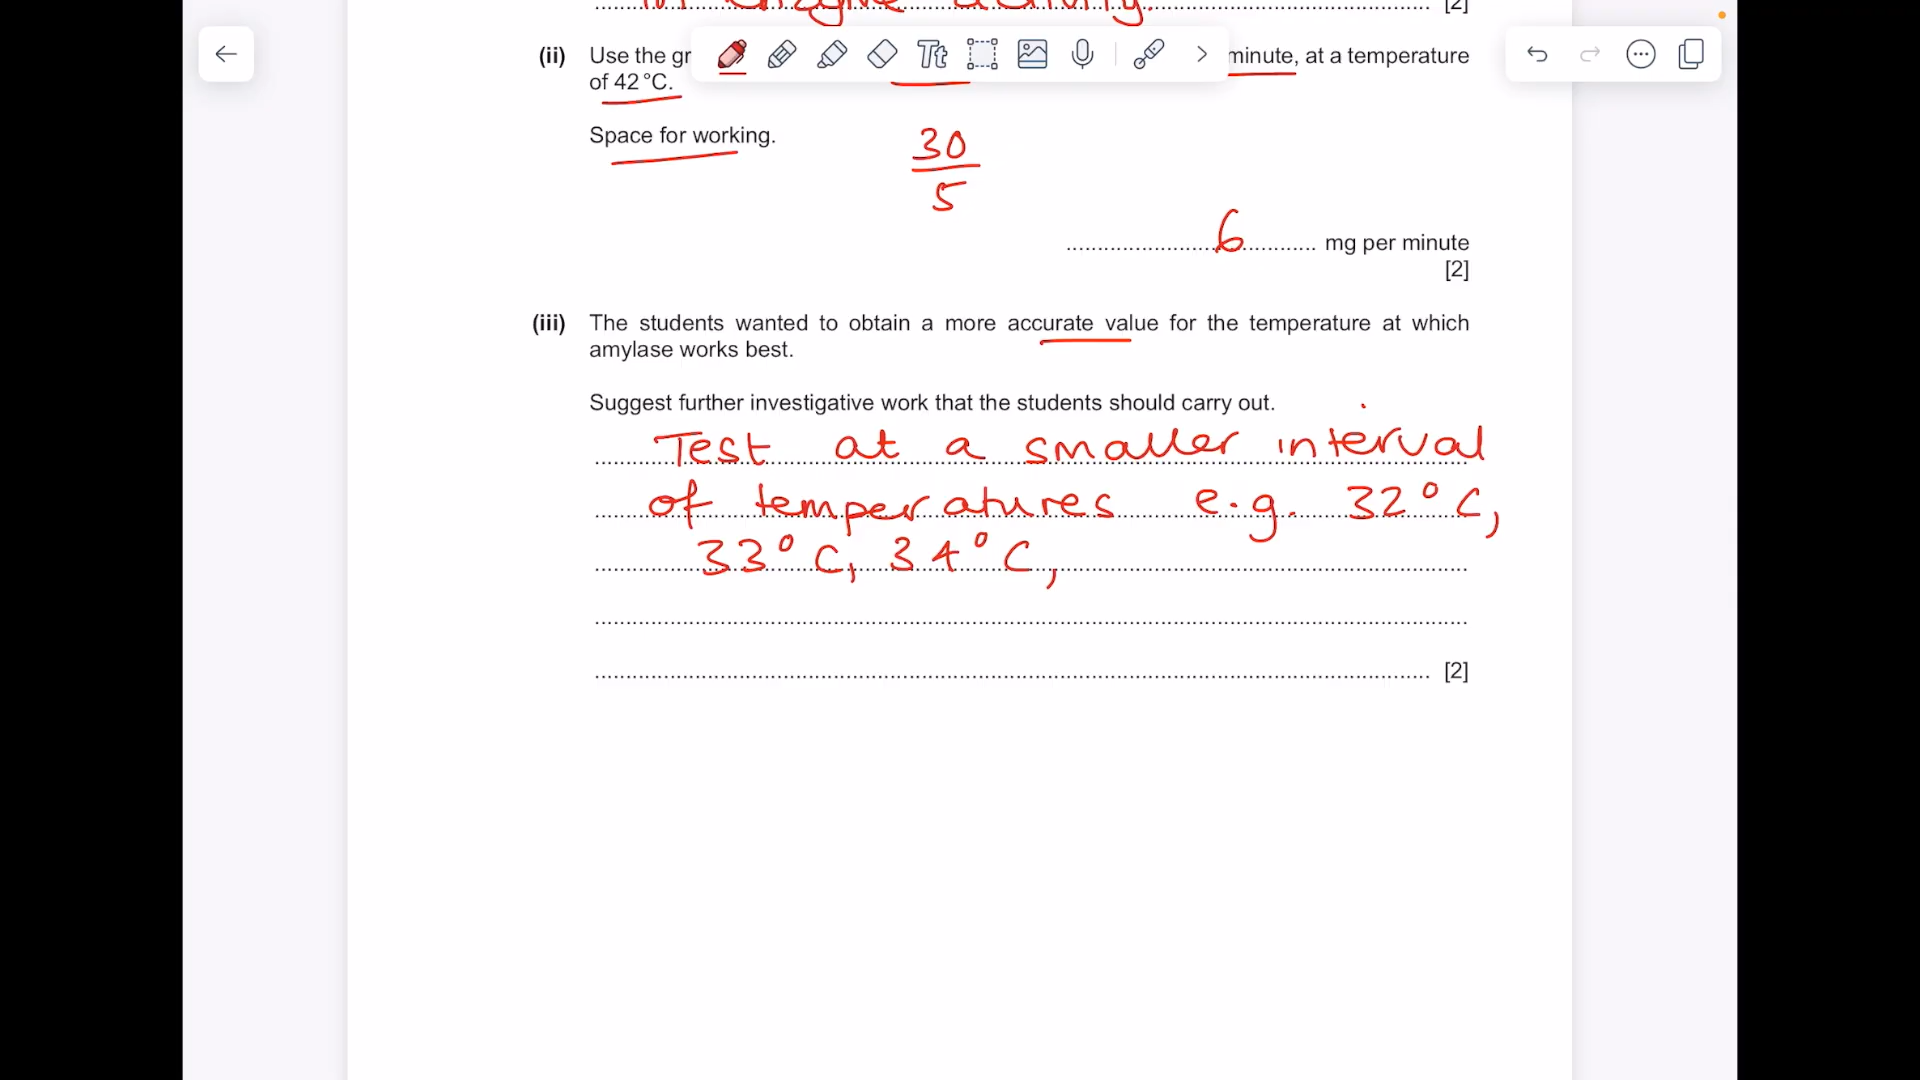 in enzyme activity. [2]
(ii) Use the gr minute, at a temperature
of 42 °C.
Space for working.
30
5
6 mg per minute
[2]
(iii) The students wanted to obtain a more accurate value for the temperature at which
amylase works best.
Suggest further investigative work that the students should carry out.
Test at a smaller interval
of temperatures e.g. 32° C,
33° C, 34° C,
[2]